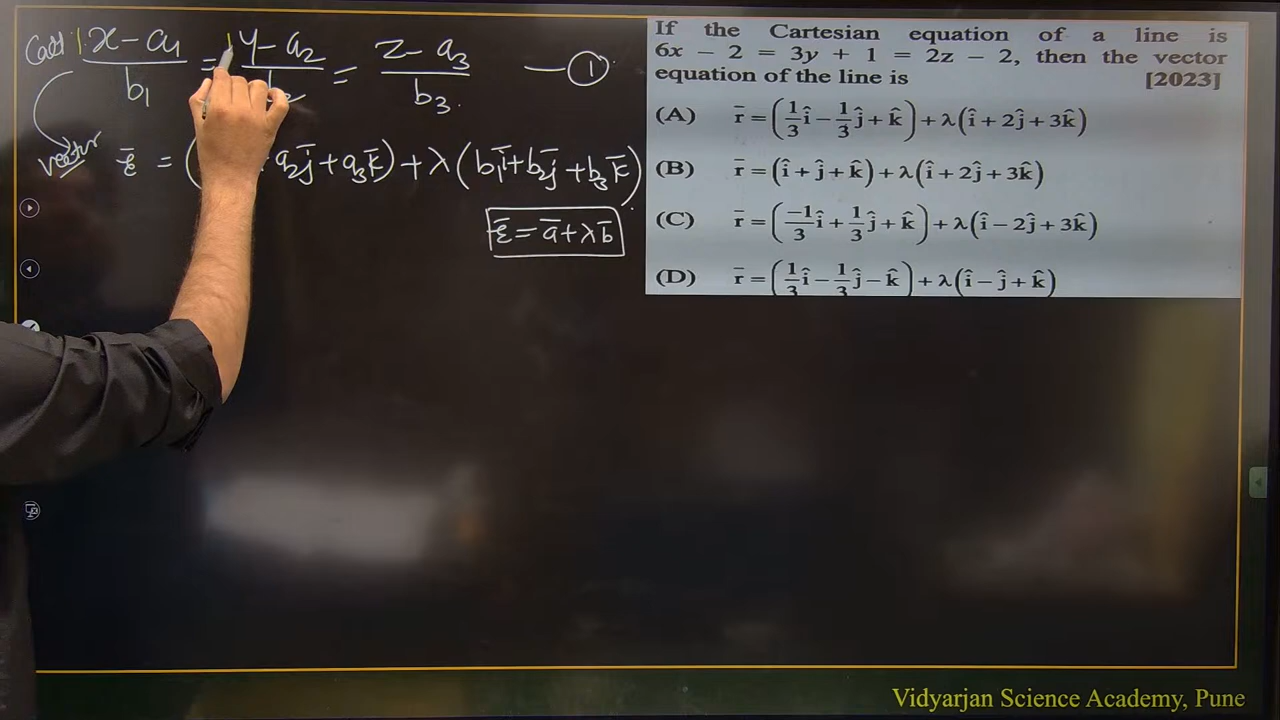 Cart 1·x - a1 / b1 = 1 y - a2 / b2 = z - a3 / b3 — ①
vector r̄ = ( a2j̄ + a3k̄) + λ (b1ī + b2j̄ + b3k̄)
r̄ = ā + λb̄
If the Cartesian equation of a line is
6x − 2 = 3y + 1 = 2z − 2, then the vector
equation of the line is [2023]
(A) r̄ = (1/3 î − 1/3 ĵ + k̂) + λ(î + 2ĵ + 3k̂)
(B) r̄ = (î + ĵ + k̂) + λ(î + 2ĵ + 3k̂)
(C) r̄ = (−1/3 î + 1/3 ĵ + k̂) + λ(î − 2ĵ + 3k̂)
(D) r̄ = (1/3 î − 1/3 ĵ − k̂) + λ(î − ĵ + k̂)
Vidyarjan Science Academy, Pune